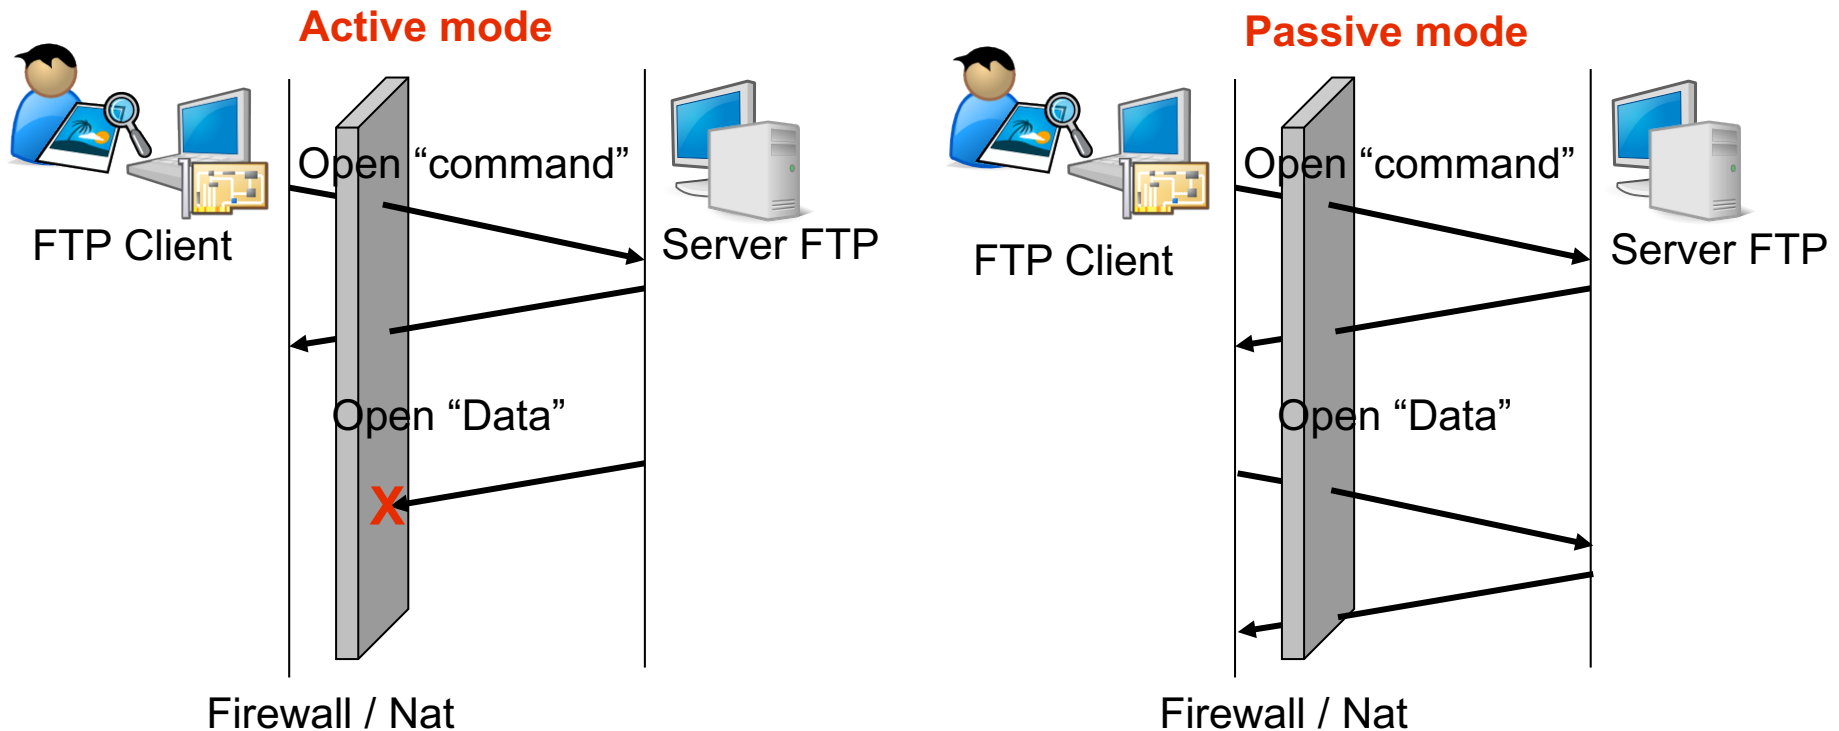 Active mode
Open “command”
FTP Client
Server FTP
Open “Data”
X
Firewall / Nat
Passive mode
Open “command”
FTP Client
Server FTP
Open “Data”
Firewall / Nat